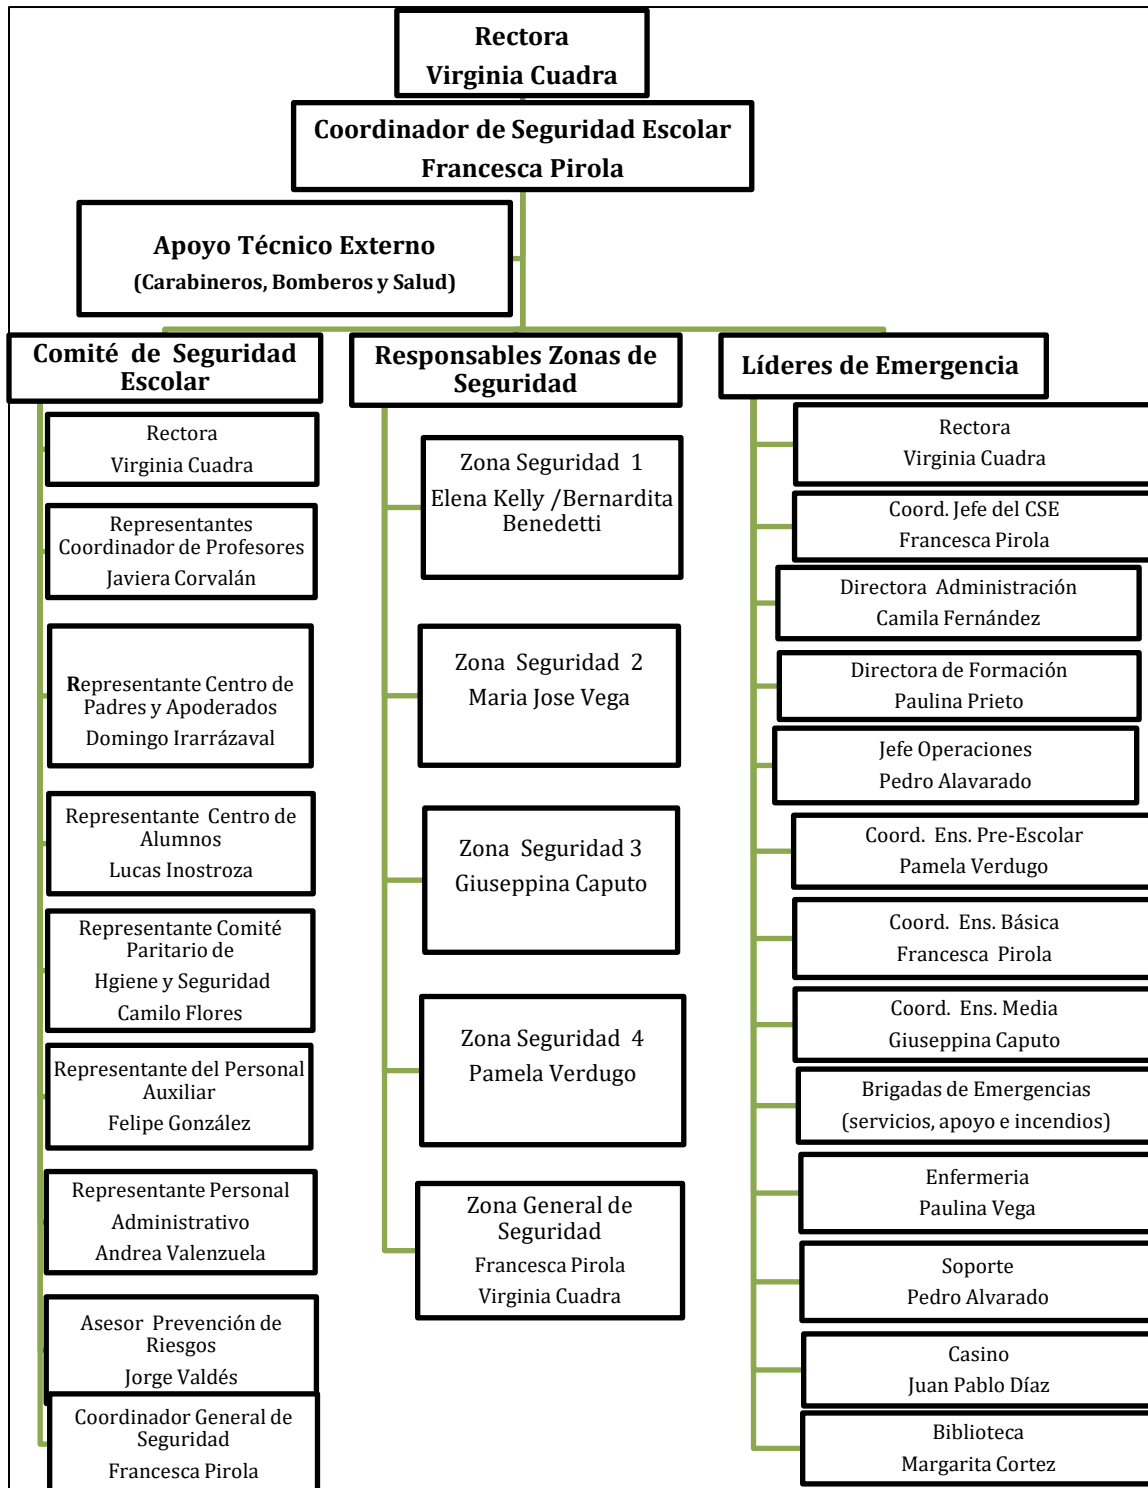 Rectora
Virginia Cuadra
Coordinador de Seguridad Escolar
Francesca Pirola
Apoyo Técnico Externo
(Carabineros, Bomberos y Salud)
Comité de Seguridad
Escolar
Rectora
Virginia Cuadra
Representantes
Coordinador de Profesores
Javiera Corvalán
Representante Centro de
Padres y Apoderados
Domingo Irarrázaval
Representante Centro de
Alumnos
Lucas Inostroza
Representante Comité
Paritario de
Hgiene y Seguridad
Camilo Flores
Representante del Personal
Auxiliar
Felipe González
Representante Personal
Administrativo
Andrea Valenzuela
Asesor Prevención de
Riesgos
Jorge Valdés
Coordinador General de
Seguridad
Francesca Pirola
Responsables Zonas de
Seguridad
Zona Seguridad 1
Elena Kelly /Bernardita
Benedetti
Zona Seguridad 2
Maria Jose Vega
Zona Seguridad 3
Giuseppina Caputo
Zona Seguridad 4
Pamela Verdugo
Zona General de
Seguridad
Francesca Pirola
Virginia Cuadra
Líderes de Emergencia
Rectora
Virginia Cuadra
Coord. Jefe del CSE
Francesca Pirola
Directora Administración
Camila Fernández
Directora de Formación
Paulina Prieto
Jefe Operaciones
Pedro Alavarado
Coord. Ens. Pre-Escolar
Pamela Verdugo
Coord. Ens. Básica
Francesca Pirola
Coord. Ens. Media
Giuseppina Caputo
Brigadas de Emergencias
(servicios, apoyo e incendios)
Enfermeria
Paulina Vega
Soporte
Pedro Alvarado
Casino
Juan Pablo Díaz
Biblioteca
Margarita Cortez